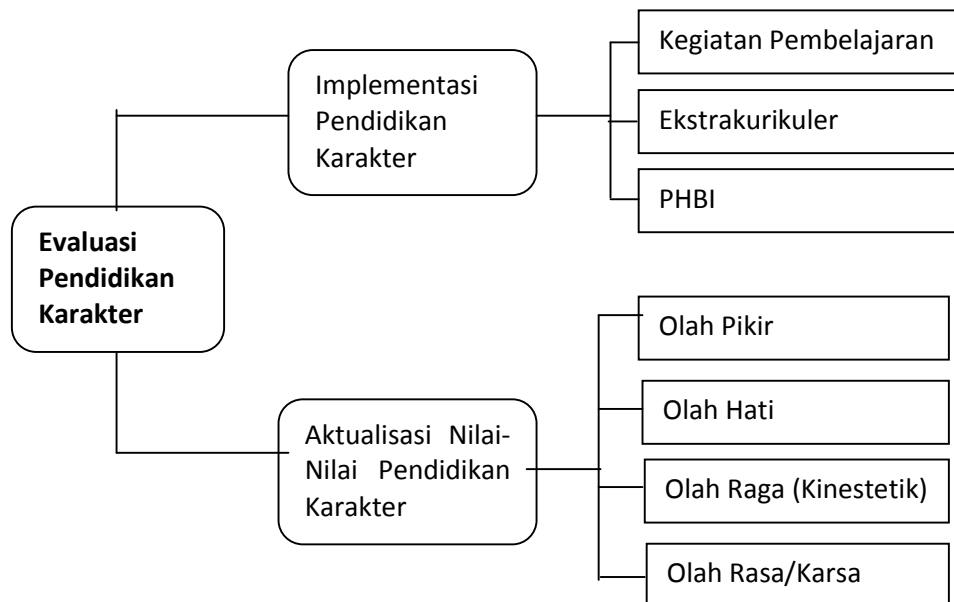 Evaluasi
Pendidikan
Karakter
Implementasi
Pendidikan
Karakter
Kegiatan Pembelajaran
Ekstrakurikuler
PHBI
Aktualisasi Nilai-
Nilai Pendidikan
Karakter
Olah Pikir
Olah Hati
Olah Raga (Kinestetik)
Olah Rasa/Karsa